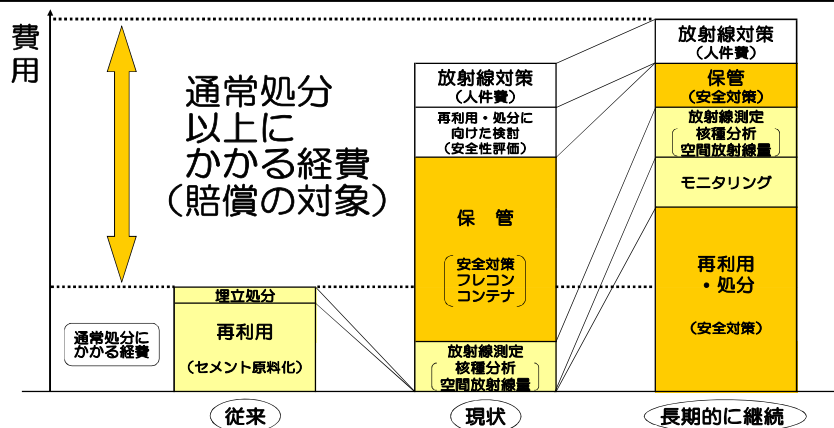 費
用
通常処分
以上に
かかる経費
(賠償の対象)
通常処分に
かかる経費
埋立処分
再利用
(セメント原料化)
従来
放射線対策
(人件費)
再利用・処分に
向けた検討
(安全性評価)
保 管
安全対策
フレコン
コンテナ
放射線測定
核種分析
空間放射線量
現状
放射線対策
(人件費)
保管
(安全対策)
放射線測定
核種分析
空間放射線量
モニタリング
再利用
・処分
(安全対策)
長期的に継続